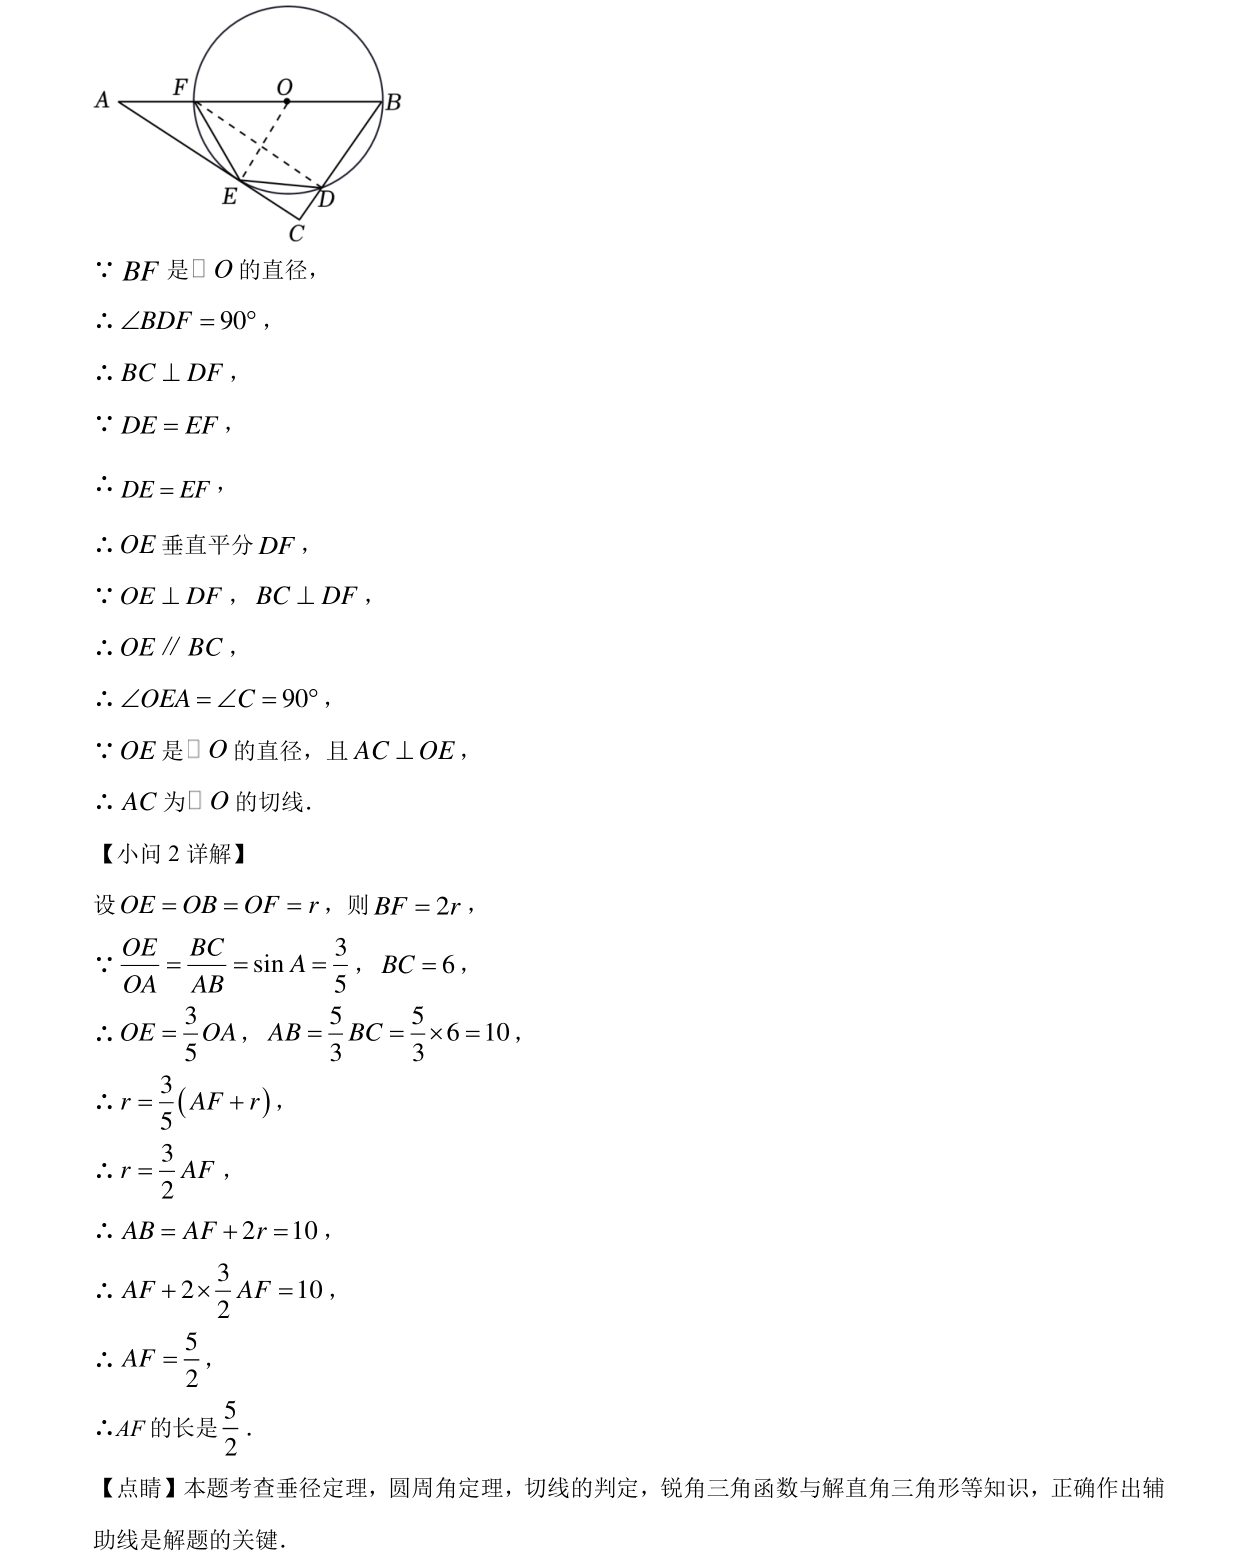 A F O B E D C
∵ BF 是□ O 的直径，
∴ ∠BDF = 90°，
∴ BC ⊥ DF，
∵ DE = EF，
∴ DE = EF，
∴ OE 垂直平分 DF，
∵ OE ⊥ DF， BC ⊥ DF，
∴ OE ∥ BC，
∴ ∠OEA = ∠C = 90°，
∵ OE 是□ O 的直径，且 AC ⊥ OE，
∴ AC 为□ O 的切线．
【小问 2 详解】
设 OE = OB = OF = r，则 BF = 2r，
∵ OE/OA = BC/AB = sin A = 3/5， BC = 6，
∴ OE = 3/5 OA， AB = 5/3 BC = 5/3 × 6 = 10，
∴ r = 3/5 (AF + r)，
∴ r = 3/2 AF，
∴ AB = AF + 2r = 10，
∴ AF + 2 × 3/2 AF = 10，
∴ AF = 5/2，
∴AF 的长是 5/2．
【点睛】本题考查垂径定理，圆周角定理，切线的判定，锐角三角函数与解直角三角形等知识，正确作出辅
助线是解题的关键．